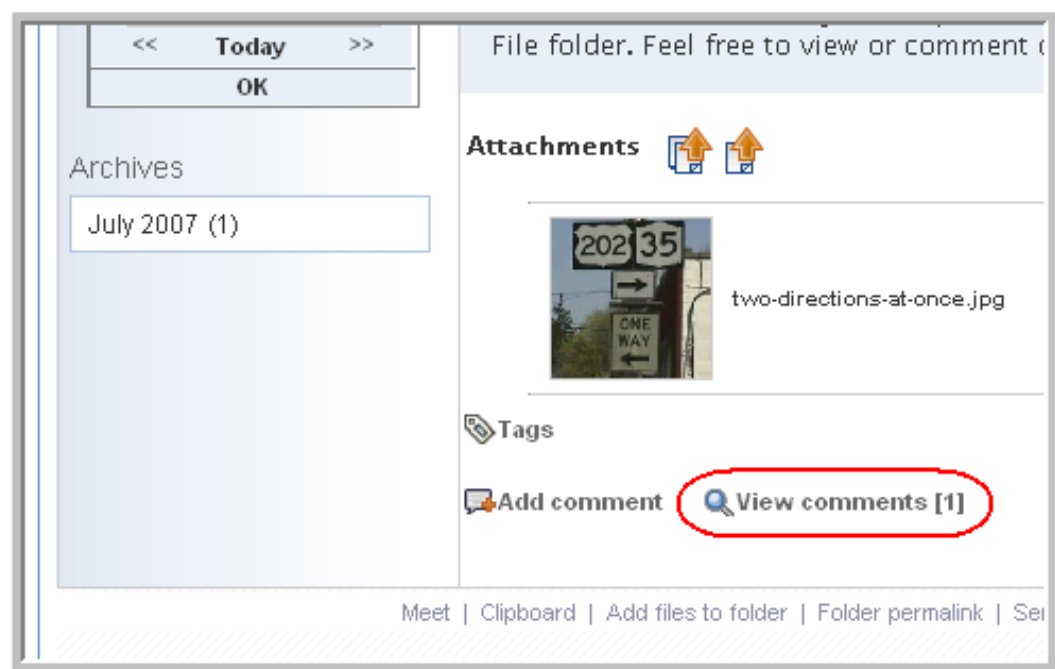 << Today >>
OK
Archives
July 2007 (1)
File folder. Feel free to view or comment
Attachments
202 35
ONE
WAY
two-directions-at-once.jpg
Tags
Add comment View comments [1]
Meet | Clipboard | Add files to folder | Folder permalink |